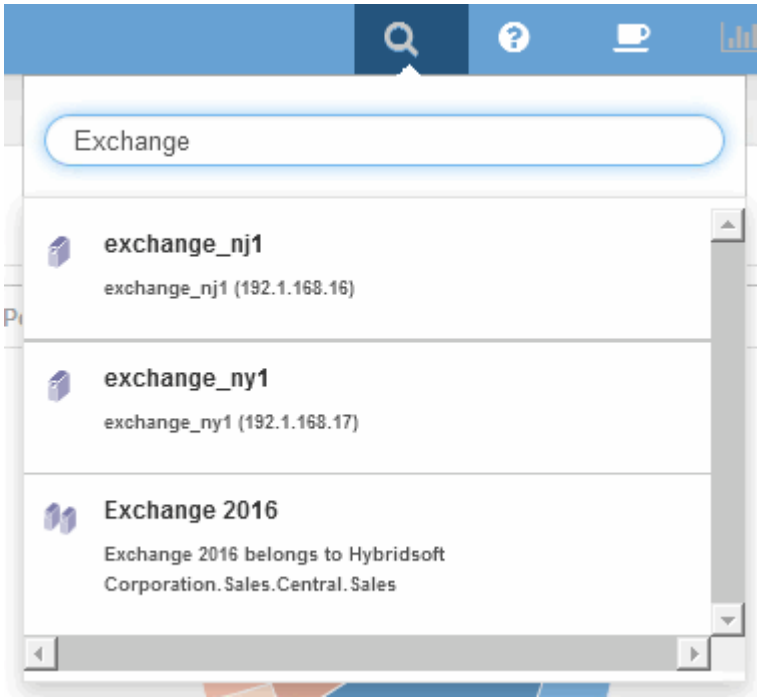 Exchange
exchange_nj1
exchange_nj1 (192.1.168.16)
exchange_ny1
exchange_ny1 (192.1.168.17)
Exchange 2016
Exchange 2016 belongs to Hybridsoft
Corporation.Sales.Central.Sales